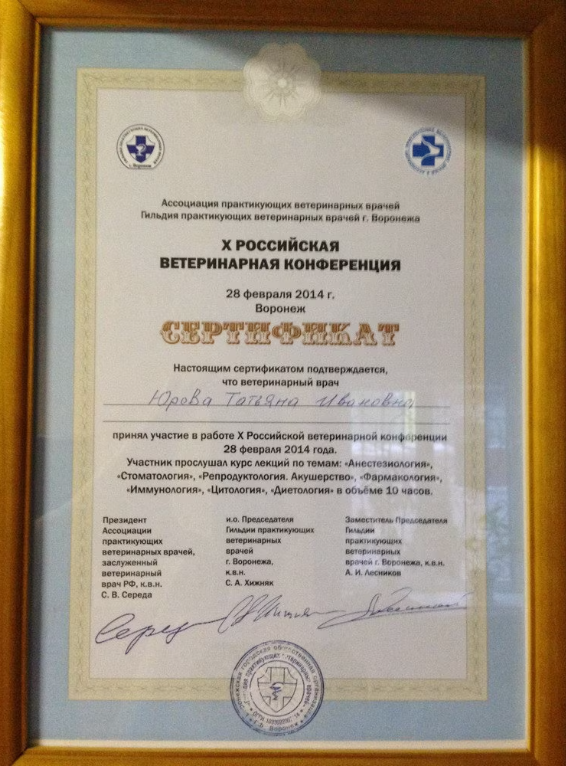 Ассоциация практикующих ветеринарных врачей
Гильдия практикующих ветеринарных врачей г. Воронежа
X РОССИЙСКАЯ
ВЕТЕРИНАРНАЯ КОНФЕРЕНЦИЯ
28 февраля 2014 г.
Воронеж
СЕРТИФИКАТ
Настоящим сертификатом подтверждается,
что ветеринарный врач
Юрова Татьяна Ивановна
принял участие в работе X Российской ветеринарной конференции
28 февраля 2014 года.
Участник прослушал курс лекций по темам: «Анестезиология»,
«Стоматология», «Репродуктология. Акушерство», «Фармакология»,
«Иммунология», «Цитология», «Диетология» в объёме 10 часов.
Президент
Ассоциации
практикующих
ветеринарных врачей,
заслуженный
ветеринарный
врач РФ, к.в.н.
С. В. Середа
и.о. Председателя
Гильдии практикующих
ветеринарных
врачей
г. Воронежа,
к.в.н.
С. А. Хижняк
Заместитель Председателя
Гильдии
практикующих
ветеринарных
врачей г. Воронежа, к.в.н.
А. И. Лесников